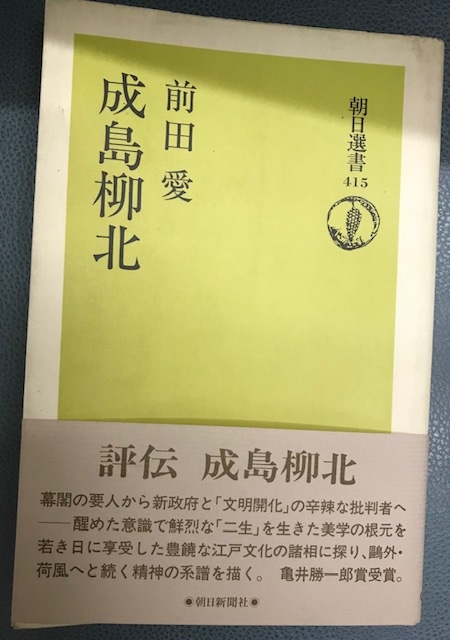 朝日選書
415
前田 愛
成島柳北
評伝 成島柳北
幕閣の要人から新政府と「文明開化」の辛辣な批判者へ
――醒めた意識で鮮烈な「二生」を生きた美学の根元を
若き日に享受した豊饒な江戸文化の諸相に探り、鷗外・
荷風へと続く精神の系譜を描く。 亀井勝一郎賞受賞。
●朝日新聞社●